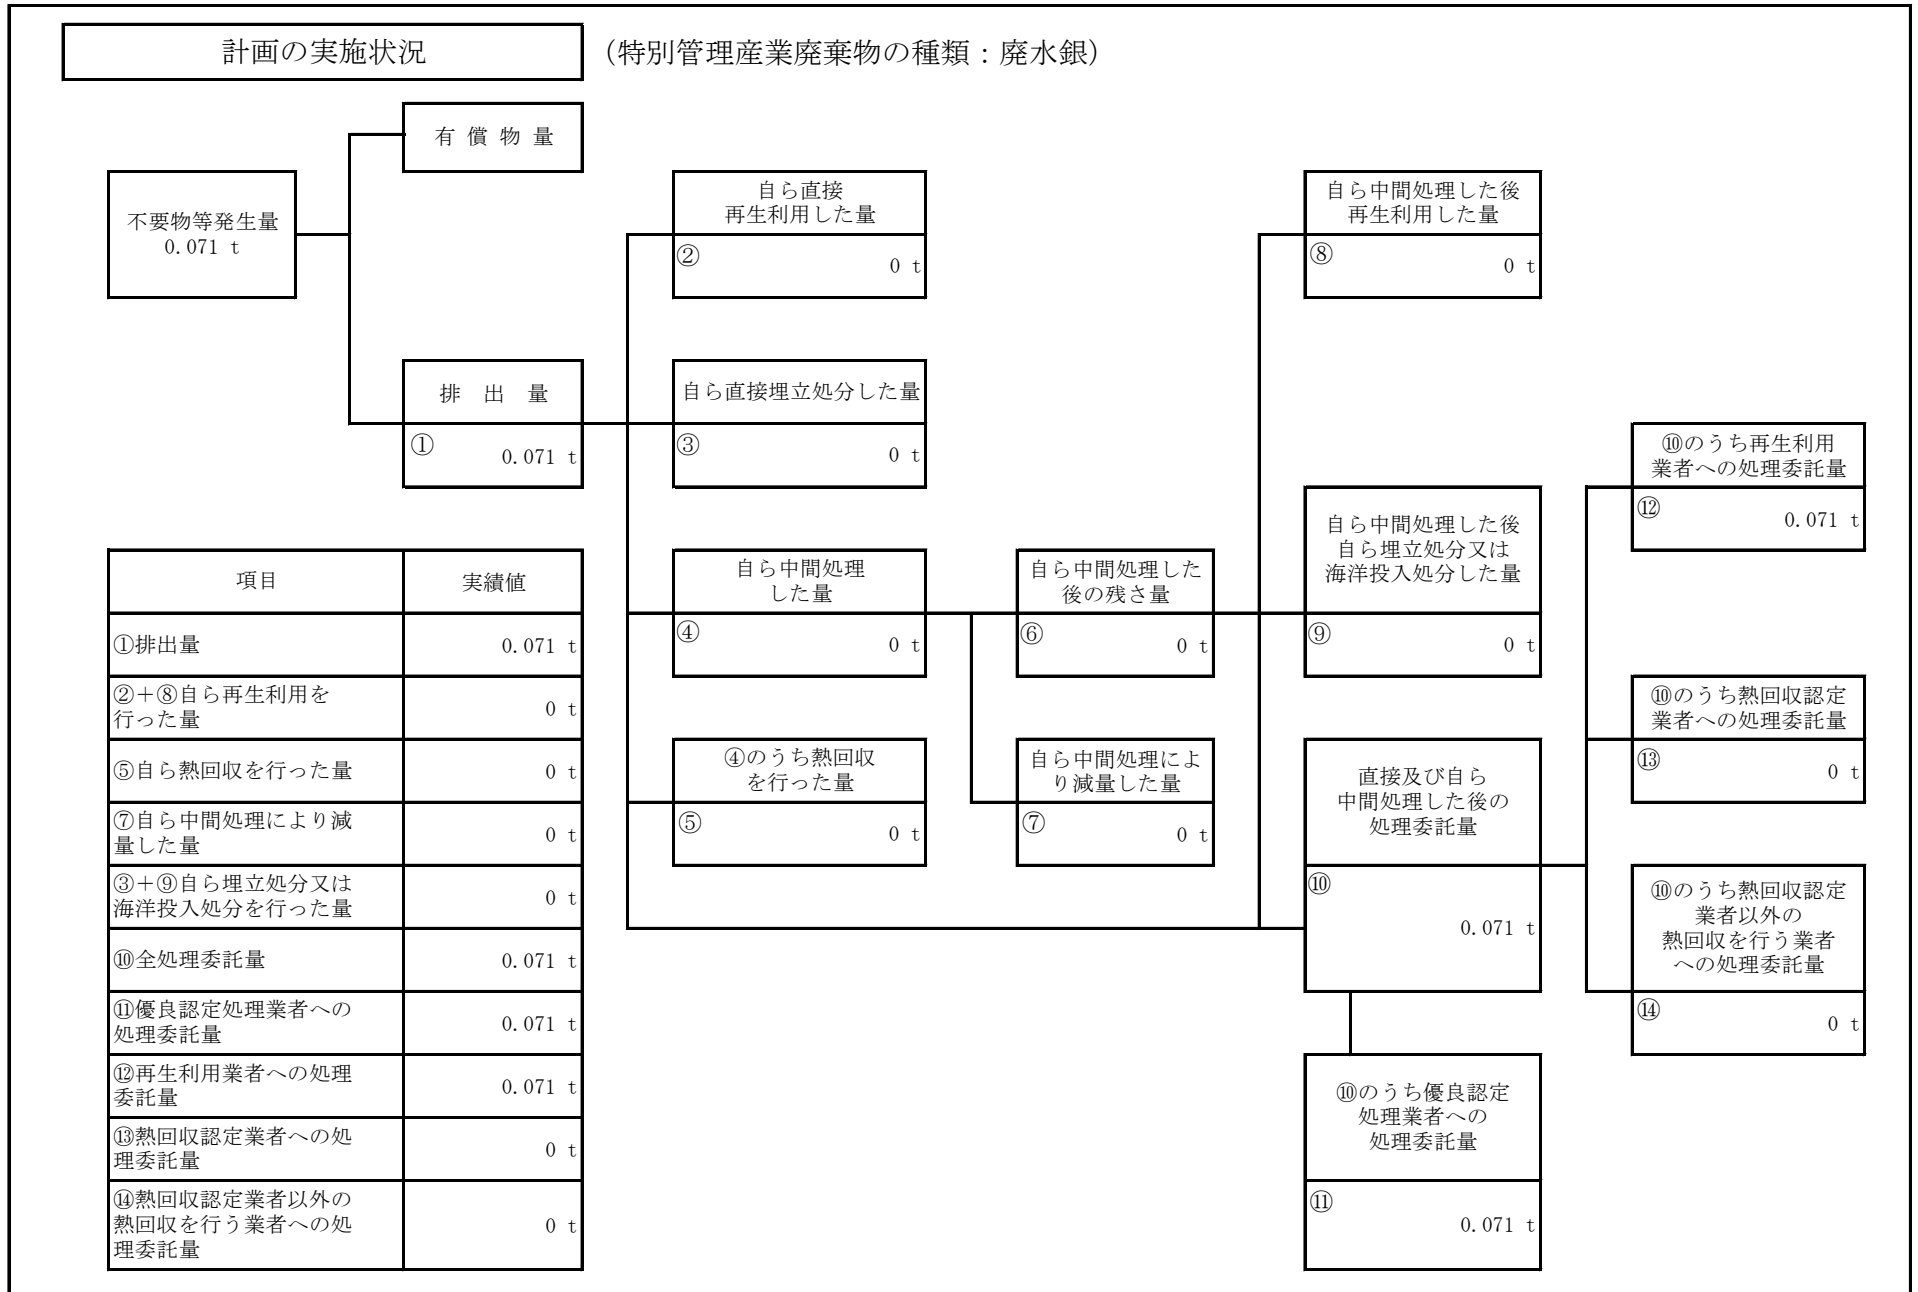 計画の実施状況
（特別管理産業廃棄物の種類：廃水銀）
有 償 物 量
不要物等発生量
0.071 t
排 出 量
①
0.071 t
自ら直接
再生利用した量
②
0 t
自ら直接埋立処分した量
③
0 t
自ら中間処理
した量
④
0 t
④のうち熱回収
を行った量
⑤
0 t
自ら中間処理した
後の残さ量
⑥
0 t
自ら中間処理によ
り減量した量
⑦
0 t
自ら中間処理した後
再生利用した量
⑧
0 t
自ら中間処理した後
自ら埋立処分又は
海洋投入処分した量
⑨
0 t
直接及び自ら
中間処理した後の
処理委託量
⑩
0.071 t
⑩のうち優良認定
処理業者への
処理委託量
⑪
0.071 t
⑩のうち再生利用
業者への処理委託量
⑫
0.071 t
⑩のうち熱回収認定
業者への処理委託量
⑬
0 t
⑩のうち熱回収認定
業者以外の
熱回収を行う業者
への処理委託量
⑭
0 t
項目 実績値
①排出量 0.071 t
②＋⑧自ら再生利用を
行った量 0 t
⑤自ら熱回収を行った量 0 t
⑦自ら中間処理により減
量した量 0 t
③＋⑨自ら埋立処分又は
海洋投入処分を行った量 0 t
⑩全処理委託量 0.071 t
⑪優良認定処理業者への
処理委託量 0.071 t
⑫再生利用業者への処理
委託量 0.071 t
⑬熱回収認定業者への処
理委託量 0 t
⑭熱回収認定業者以外の
熱回収を行う業者への処
理委託量 0 t